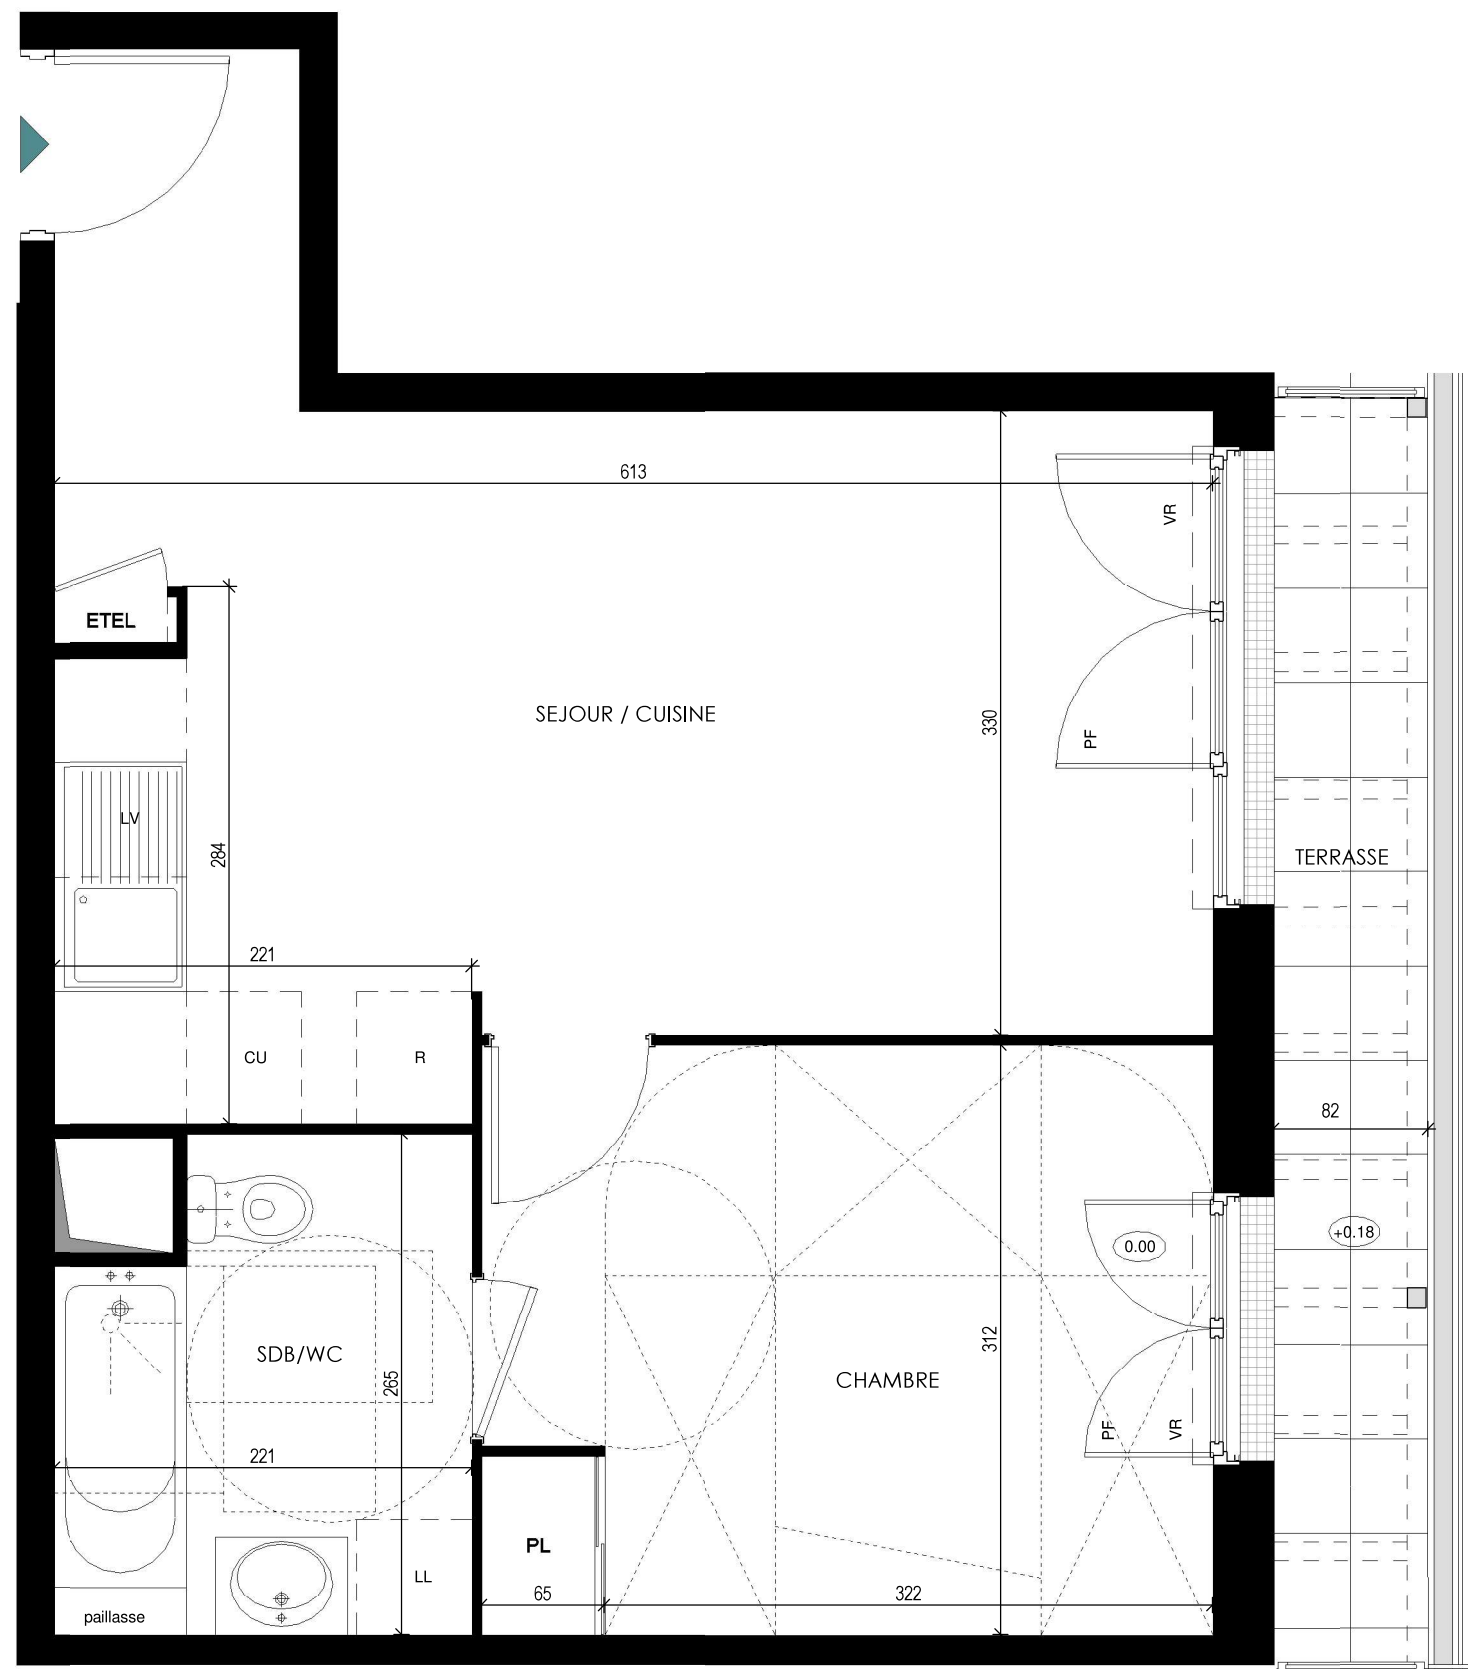 613
VR
ETEL
SEJOUR / CUISINE
330
PF
LV
284
TERRASSE
221
CU
R
82
+0.18
0.00
SDB/WC
312
CHAMBRE
265
PF
VR
221
PL
LL
65
322
paillasse